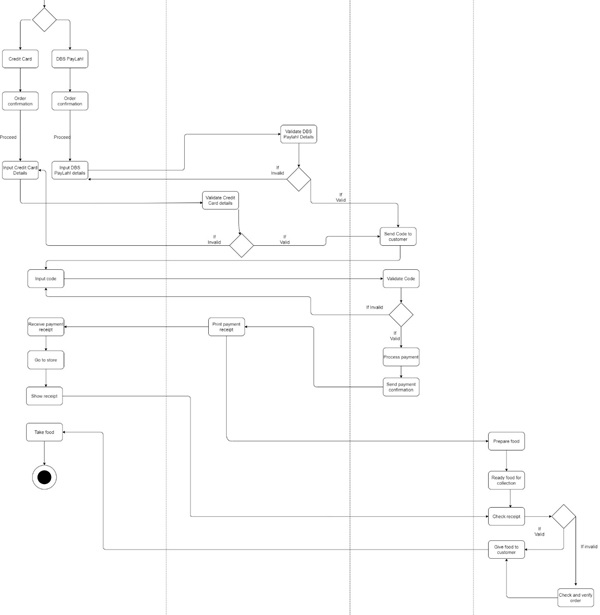 Credit Card
DBS PayLah!
Order
confirmation
Order
confirmation
Proceed
Proceed
Validate DBS
Paylah! Details
Input Credit Card
Details
Input DBS
PayLah! details
If
Invalid
If
Valid
Validate Credit
Card details
If
Invalid
If
Valid
Send Code to
customer
Input code
Validate Code
If Invalid
If
Valid
Receive payment
receipt
Print payment
receipt
Process payment
Go to store
Send payment
confirmation
Show receipt
Take food
Prepare food
Ready food for
collection
Check receipt
If
Valid
If invalid
Give food to
customer
Check and verify
order